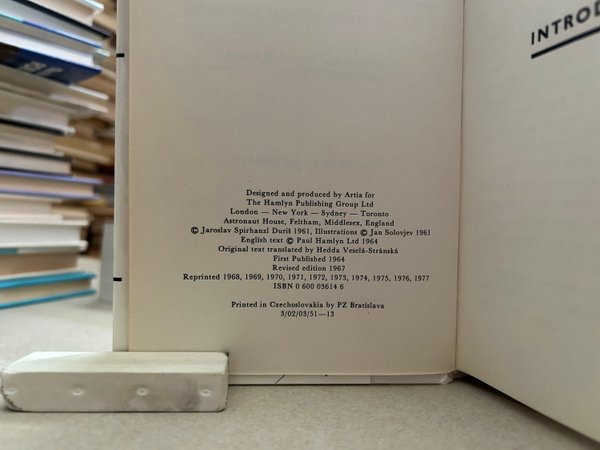 INTROD
Designed and produced by Artia for
The Hamlyn Publishing Group Ltd
London — New York — Sydney — Toronto
Astronaut House, Feltham, Middlesex, England
© Jaroslav Spirhanzl Duriš 1961, Illustrations © Jan Solovjev 1961
English text © Paul Hamlyn Ltd 1964
Original text translated by Hedda Veselá-Stránská
First Published 1964
Revised edition 1967
Reprinted 1968, 1969, 1970, 1971, 1972, 1973, 1974, 1975, 1976, 1977
ISBN 0 600 03614 6
Printed in Czechoslovakia by PZ Bratislava
3/02/03/51—13